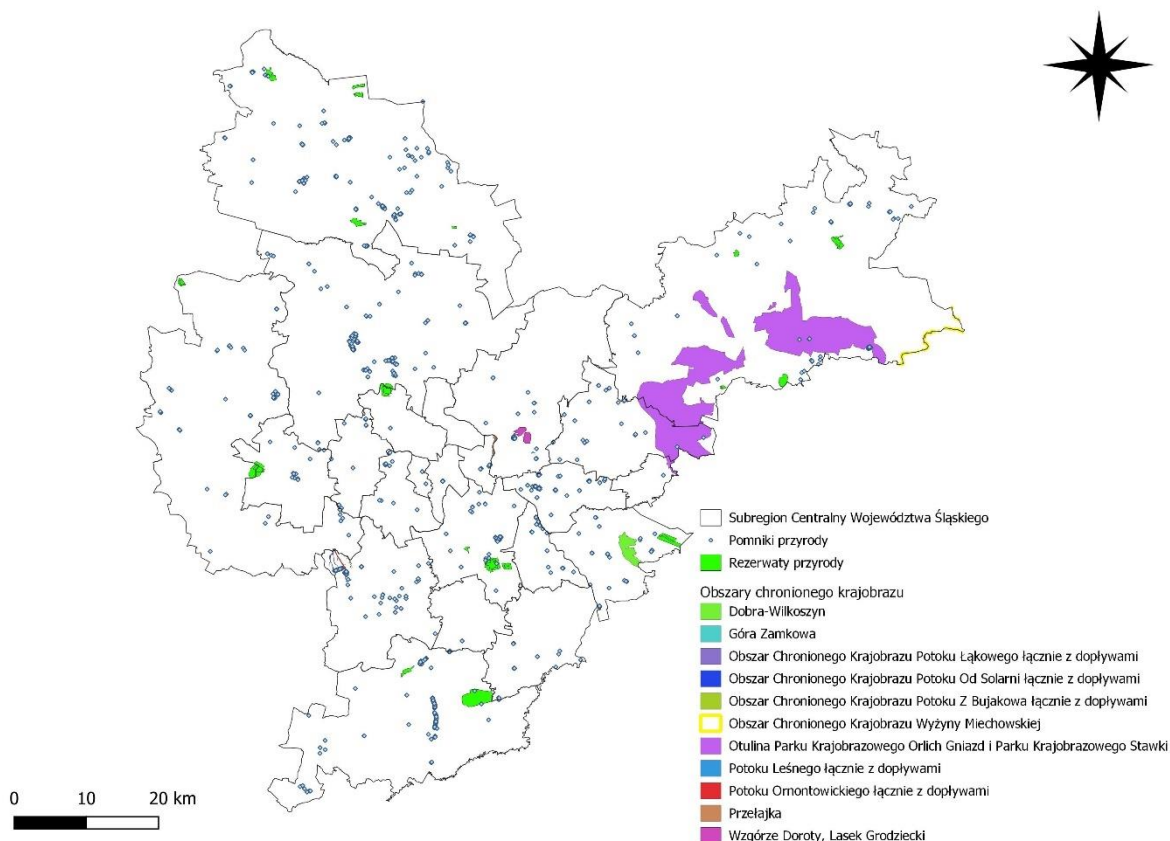 Subregion Centralny Województwa Śląskiego
Pomniki przyrody
Rezerwaty przyrody
Obszary chronionego krajobrazu
Dobra-Wilkoszyn
Góra Zamkowa
Obszar Chronionego Krajobrazu Potoku Łąkowego łącznie z dopływami
Obszar Chronionego Krajobrazu Potoku Od Solarni łącznie z dopływami
Obszar Chronionego Krajobrazu Potoku Z Bujakowa łącznie z dopływami
Obszar Chronionego Krajobrazu Wyżyny Miechowskiej
Otulina Parku Krajobrazowego Orlich Gniazd i Parku Krajobrazowego Stawki
Potoku Leśnego łącznie z dopływami
Potoku Ornontowickiego łącznie z dopływami
Przełajka
Wzgórze Doroty, Lasek Grodziecki
0 10 20 km